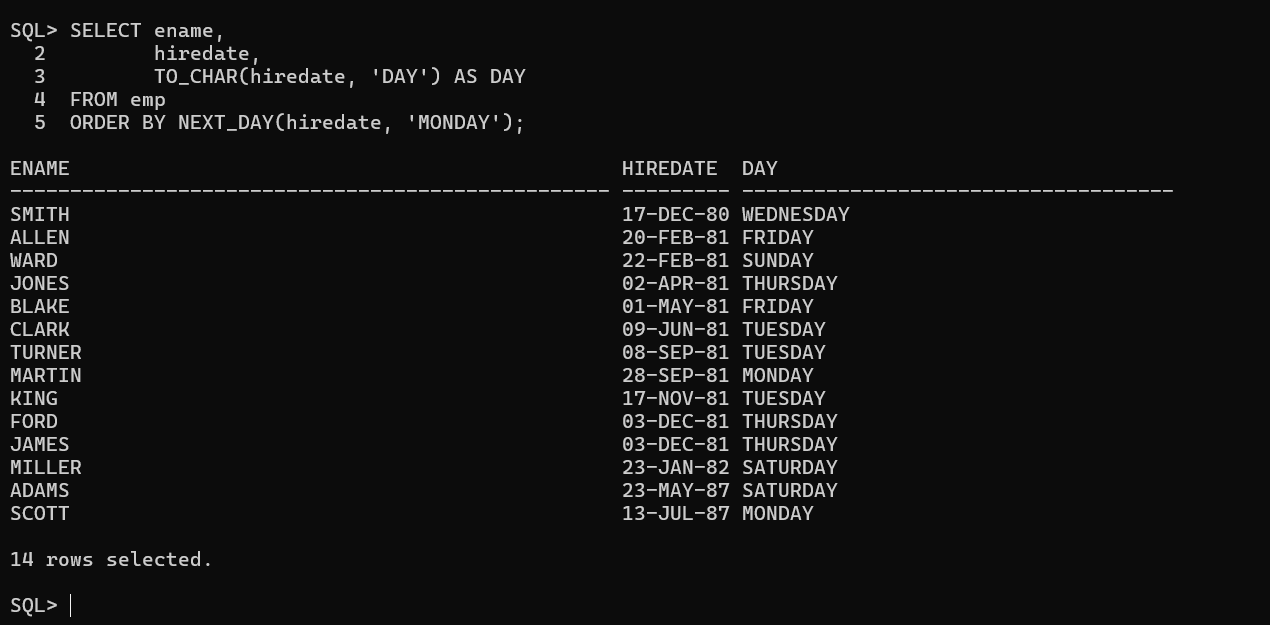 SQL> SELECT ename,
  2         hiredate,
  3         TO_CHAR(hiredate, 'DAY') AS DAY
  4  FROM emp
  5  ORDER BY NEXT_DAY(hiredate, 'MONDAY');
ENAME                                              HIREDATE  DAY
-------------------------------------------------- --------- ------------------------------------
SMITH                                              17-DEC-80 WEDNESDAY
ALLEN                                              20-FEB-81 FRIDAY
WARD                                               22-FEB-81 SUNDAY
JONES                                              02-APR-81 THURSDAY
BLAKE                                              01-MAY-81 FRIDAY
CLARK                                              09-JUN-81 TUESDAY
TURNER                                             08-SEP-81 TUESDAY
MARTIN                                             28-SEP-81 MONDAY
KING                                               17-NOV-81 TUESDAY
FORD                                               03-DEC-81 THURSDAY
JAMES                                              03-DEC-81 THURSDAY
MILLER                                             23-JAN-82 SATURDAY
ADAMS                                              23-MAY-87 SATURDAY
SCOTT                                              13-JUL-87 MONDAY
14 rows selected.
SQL>